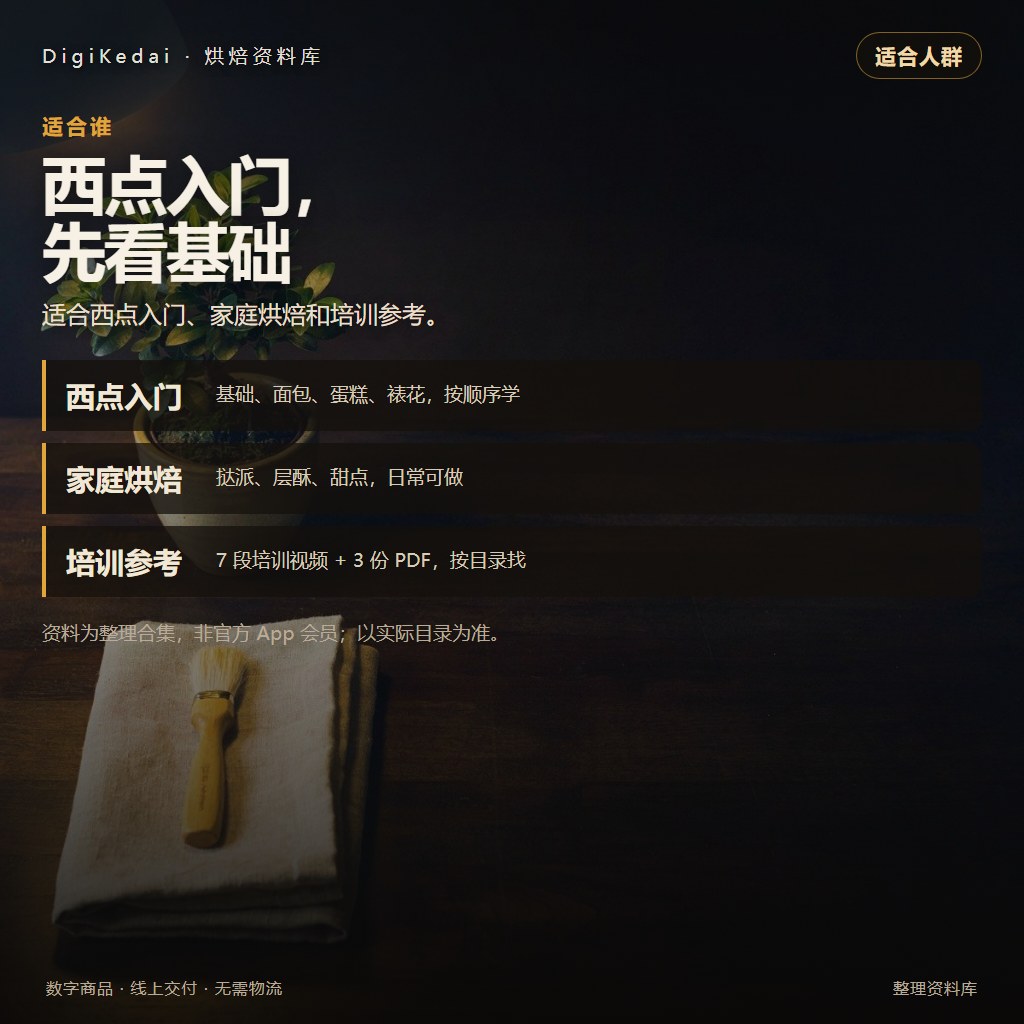 DigiKedai · 烘焙资料库
适合人群
适合谁
西点入门，
先看基础
适合西点入门、家庭烘焙和培训参考。
西点入门 基础、面包、蛋糕、裱花，按顺序学
家庭烘焙 挞派、层酥、甜点，日常可做
培训参考 7 段培训视频 + 3 份 PDF，按目录找
资料为整理合集，非官方 App 会员；以实际目录为准。
数字商品 · 线上交付 · 无需物流
整理资料库